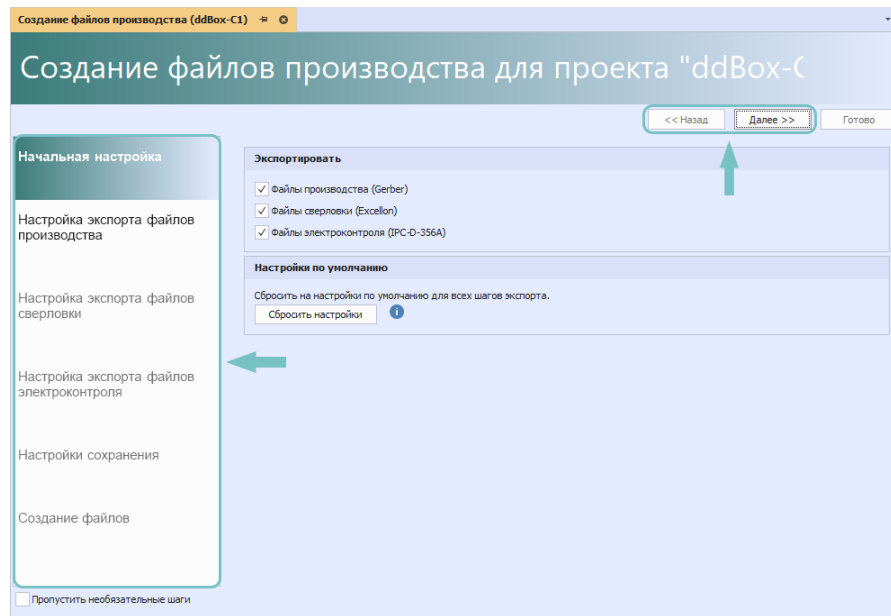 Создание файлов производства (ddBox-C1)
Создание файлов производства для проекта "ddBox-C
<< Назад
Далее >>
Готово
Начальная настройка
Настройка экспорта файлов
производства
Настройка экспорта файлов
сверловки
Настройка экспорта файлов
электроконтроля
Настройки сохранения
Создание файлов
Пропустить необязательные шаги
Экспортировать
Файлы производства (Gerber)
Файлы сверловки (Excellon)
Файлы электроконтроля (IPC-D-356A)
Настройки по умолчанию
Сбросить на настройки по умолчанию для всех шагов экспорта.
Сбросить настройки